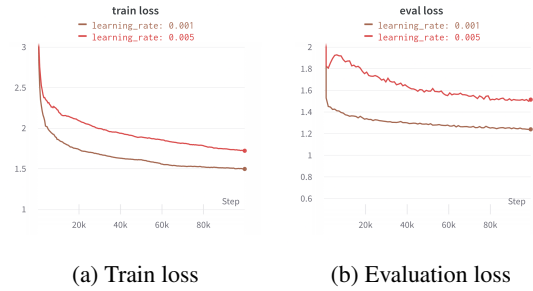 train loss
learning_rate: 0.001
learning_rate: 0.005
3
2.5
2
1.5
1
Step
20k 40k 60k 80k
(a) Train loss
eval loss
learning_rate: 0.001
learning_rate: 0.005
2
1.8
1.6
1.4
1.2
1
0.8
0.6
Step
20k 40k 60k 80k
(b) Evaluation loss